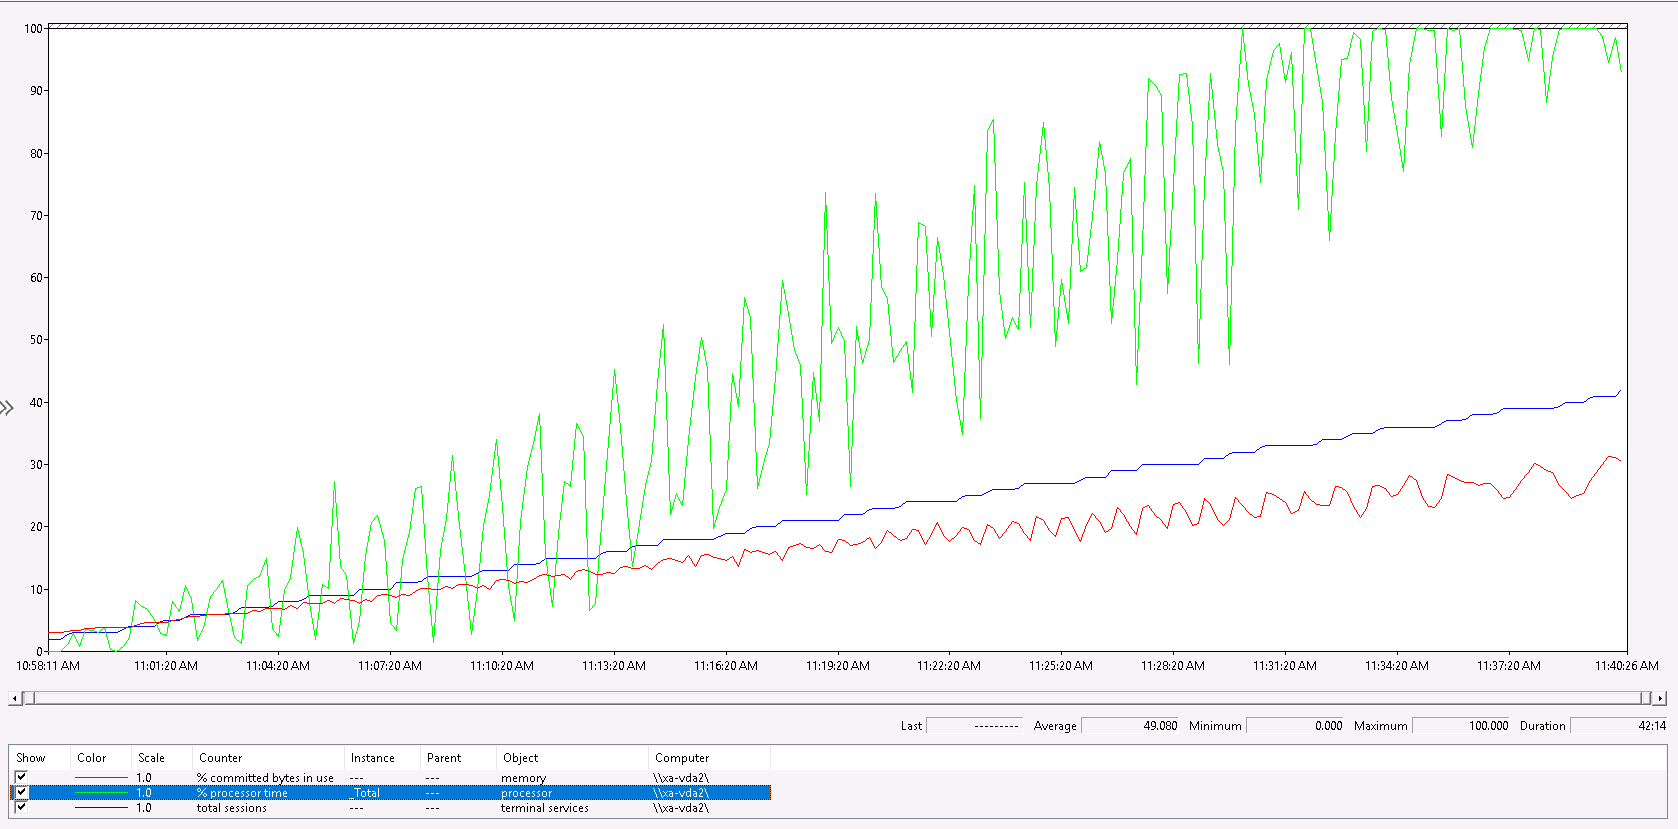 100
90
80
70
60
50
40
30
20
10
0
10:58:11 AM 11:01:20 AM 11:04:20 AM 11:07:20 AM 11:10:20 AM 11:13:20 AM 11:16:20 AM 11:19:20 AM 11:22:20 AM 11:25:20 AM 11:28:20 AM 11:31:20 AM 11:34:20 AM 11:37:20 AM 11:40:26 AM
Last --------- Average 49.080 Minimum 0.000 Maximum 100.000 Duration 42:14
Show Color Scale Counter Instance Parent Object Computer
1.0 % committed bytes in use --- --- memory \\xa-vda2\
1.0 % processor time _Total --- processor \\xa-vda2\
1.0 total sessions --- --- terminal services \\xa-vda2\